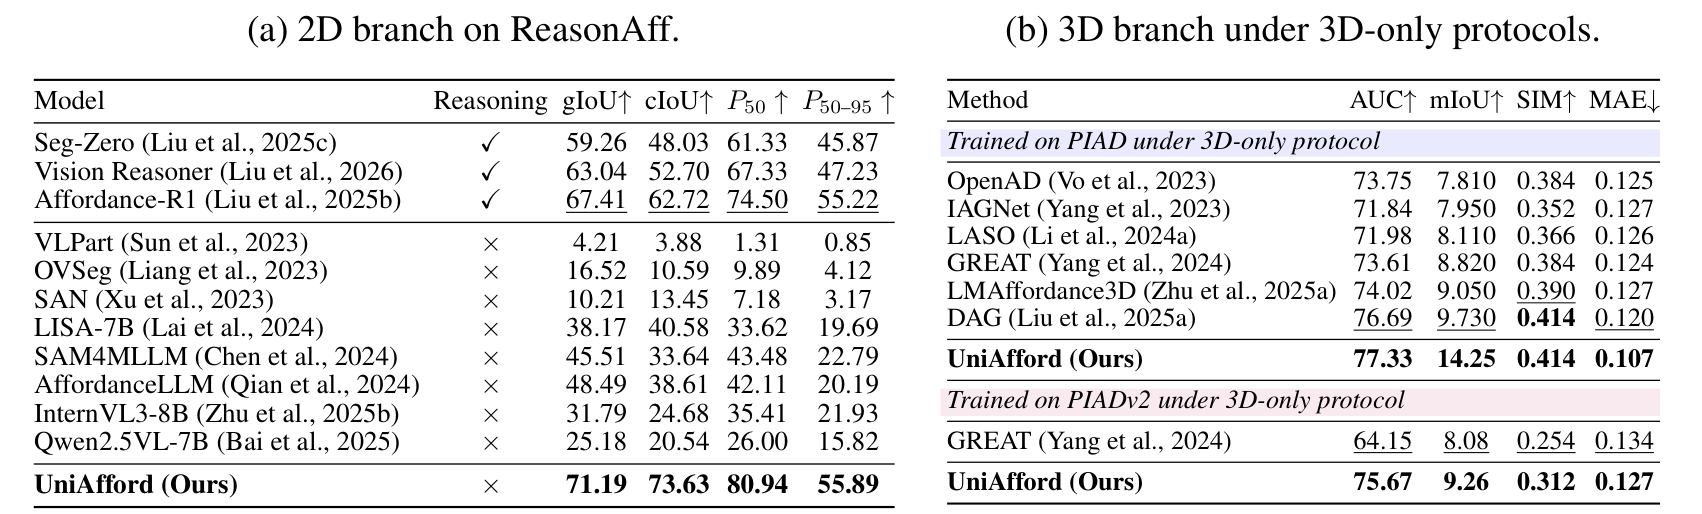 (a) 2D branch on ReasonAff.
Model Reasoning gIoU↑ cIoU↑ P50 ↑ P50–95 ↑
Seg-Zero (Liu et al., 2025c) ✓ 59.26 48.03 61.33 45.87
Vision Reasoner (Liu et al., 2026) ✓ 63.04 52.70 67.33 47.23
Affordance-R1 (Liu et al., 2025b) ✓ 67.41 62.72 74.50 55.22
VLPart (Sun et al., 2023) × 4.21 3.88 1.31 0.85
OVSeg (Liang et al., 2023) × 16.52 10.59 9.89 4.12
SAN (Xu et al., 2023) × 10.21 13.45 7.18 3.17
LISA-7B (Lai et al., 2024) × 38.17 40.58 33.62 19.69
SAM4MLLM (Chen et al., 2024) × 45.51 33.64 43.48 22.79
AffordanceLLM (Qian et al., 2024) × 48.49 38.61 42.11 20.19
InternVL3-8B (Zhu et al., 2025b) × 31.79 24.68 35.41 21.93
Qwen2.5VL-7B (Bai et al., 2025) × 25.18 20.54 26.00 15.82
UniAfford (Ours) × 71.19 73.63 80.94 55.89
(b) 3D branch under 3D-only protocols.
Method AUC↑ mIoU↑ SIM↑ MAE↓
Trained on PIAD under 3D-only protocol
OpenAD (Vo et al., 2023) 73.75 7.810 0.384 0.125
IAGNet (Yang et al., 2023) 71.84 7.950 0.352 0.127
LASO (Li et al., 2024a) 71.98 8.110 0.366 0.126
GREAT (Yang et al., 2024) 73.61 8.820 0.384 0.124
LMAffordance3D (Zhu et al., 2025a) 74.02 9.050 0.390 0.127
DAG (Liu et al., 2025a) 76.69 9.730 0.414 0.120
UniAfford (Ours) 77.33 14.25 0.414 0.107
Trained on PIADv2 under 3D-only protocol
GREAT (Yang et al., 2024) 64.15 8.08 0.254 0.134
UniAfford (Ours) 75.67 9.26 0.312 0.127